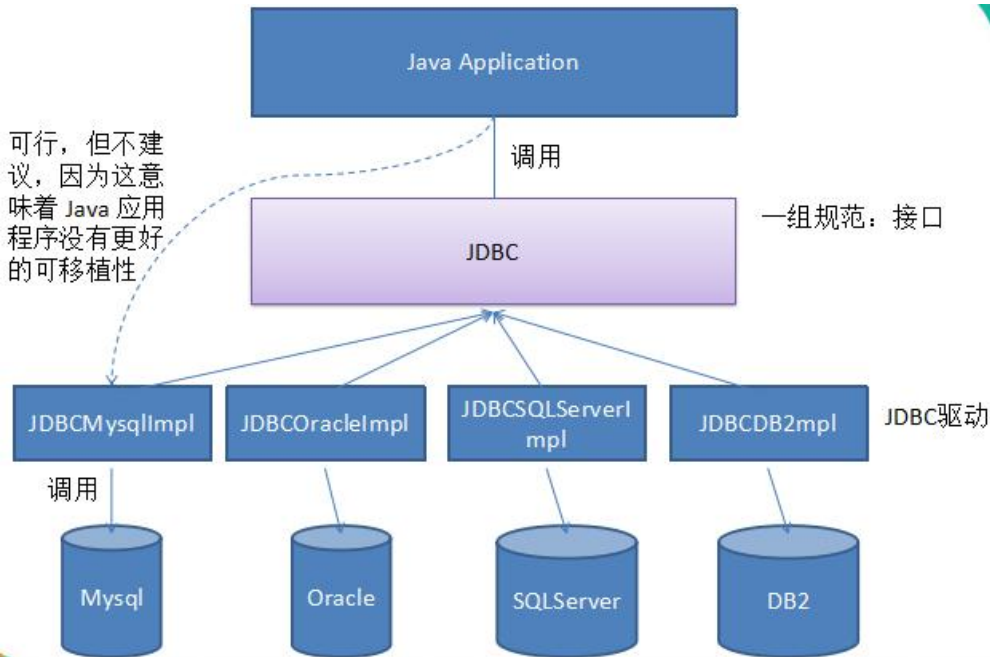 Java Application
可行，但不建
议，因为这意
味着 Java 应用
程序没有更好
的可移植性
调用
JDBC
一组规范：接口
JDBCMysqlImpl
JDBCOracleImpl
JDBCSQLServerI
mpl
JDBCDB2mpl
JDBC驱动
调用
Mysql
Oracle
SQLServer
DB2